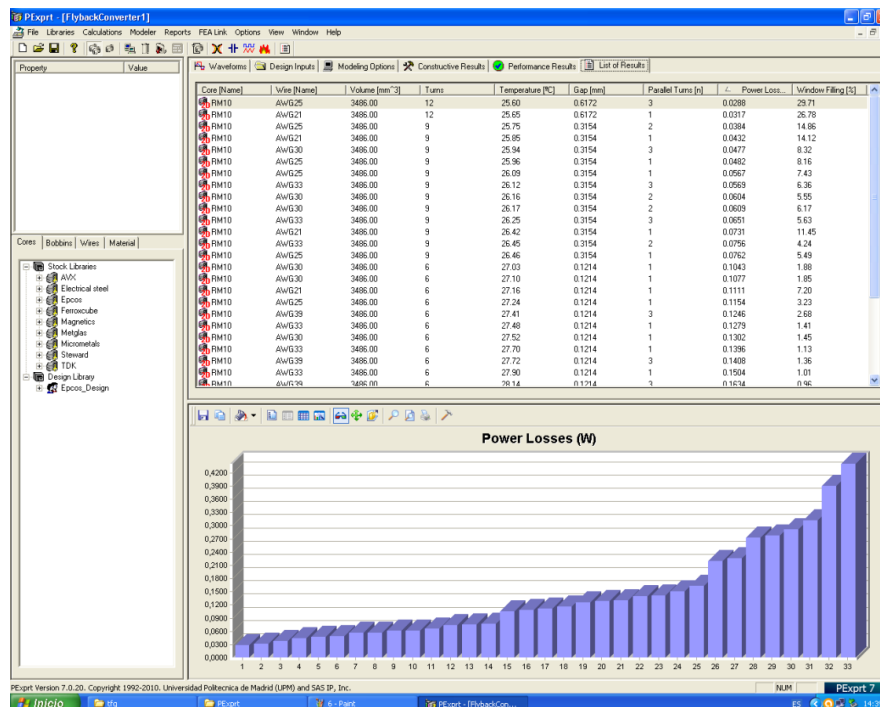 PExprt - [FlybackConverter1]
File Libraries Calculations Modeler Reports FEA Link Options View Window Help
Property Value
Waveforms Design Inputs Modeling Options Constructive Results Performance Results List of Results
Core [Name] Wire [Name] Volume [mm^3] Turns Temperature [ºC] Gap [mm] Parallel Turns [n] Power Loss... Window Filling [%]
RM10 AWG25 3486.00 12 25.60 0.6172 3 0.0288 29.71
RM10 AWG21 3486.00 12 25.65 0.6172 1 0.0317 26.78
RM10 AWG25 3486.00 9 25.75 0.3154 2 0.0384 14.86
RM10 AWG21 3486.00 9 25.85 0.3154 1 0.0432 14.12
RM10 AWG30 3486.00 9 25.94 0.3154 3 0.0477 8.32
RM10 AWG25 3486.00 9 25.96 0.3154 1 0.0482 8.16
RM10 AWG25 3486.00 9 26.09 0.3154 1 0.0567 7.43
RM10 AWG33 3486.00 9 26.12 0.3154 3 0.0569 6.36
RM10 AWG30 3486.00 9 26.16 0.3154 2 0.0604 5.55
RM10 AWG30 3486.00 9 26.17 0.3154 2 0.0609 6.17
RM10 AWG33 3486.00 9 26.25 0.3154 3 0.0651 5.63
RM10 AWG21 3486.00 9 26.42 0.3154 1 0.0731 11.45
RM10 AWG33 3486.00 9 26.45 0.3154 2 0.0756 4.24
RM10 AWG25 3486.00 9 26.46 0.3154 1 0.0762 5.49
RM10 AWG30 3486.00 6 27.03 0.1214 1 0.1043 1.88
RM10 AWG30 3486.00 6 27.10 0.1214 1 0.1077 1.85
RM10 AWG21 3486.00 6 27.16 0.1214 1 0.1111 7.20
RM10 AWG25 3486.00 6 27.24 0.1214 1 0.1154 3.23
RM10 AWG39 3486.00 6 27.41 0.1214 3 0.1246 2.68
RM10 AWG33 3486.00 6 27.48 0.1214 1 0.1279 1.41
RM10 AWG30 3486.00 6 27.52 0.1214 1 0.1302 1.45
RM10 AWG33 3486.00 6 27.70 0.1214 1 0.1396 1.13
RM10 AWG39 3486.00 6 27.72 0.1214 3 0.1408 1.36
RM10 AWG33 3486.00 6 27.90 0.1214 1 0.1504 1.01
RM10 AWG39 3486.00 6 28.14 0.1214 3 0.1634 0.96
Cores Bobbins Wires Material
Stock Libraries
AVX
Electrical steel
Epcos
Ferroxcube
Magnetics
Metglas
Micrometals
Steward
TDK
Design Library
Epcos_Design
Power Losses (W)
0,4200
0,3900
0,3600
0,3300
0,3000
0,2700
0,2400
0,2100
0,1800
0,1500
0,1200
0,0900
0,0600
0,0300
0,0000
1 2 3 4 5 6 7 8 9 10 11 12 13 14 15 16 17 18 19 20 21 22 23 24 25 26 27 28 29 30 31 32 33
PExprt Version 7.0.20. Copyright 1992-2010. Universidad Politecnica de Madrid (UPM) and SAS IP, Inc. NUM PExprt 7
Inicio tfg PExprt 6 - Paint PExprt - [FlybackCon... ES 14:35